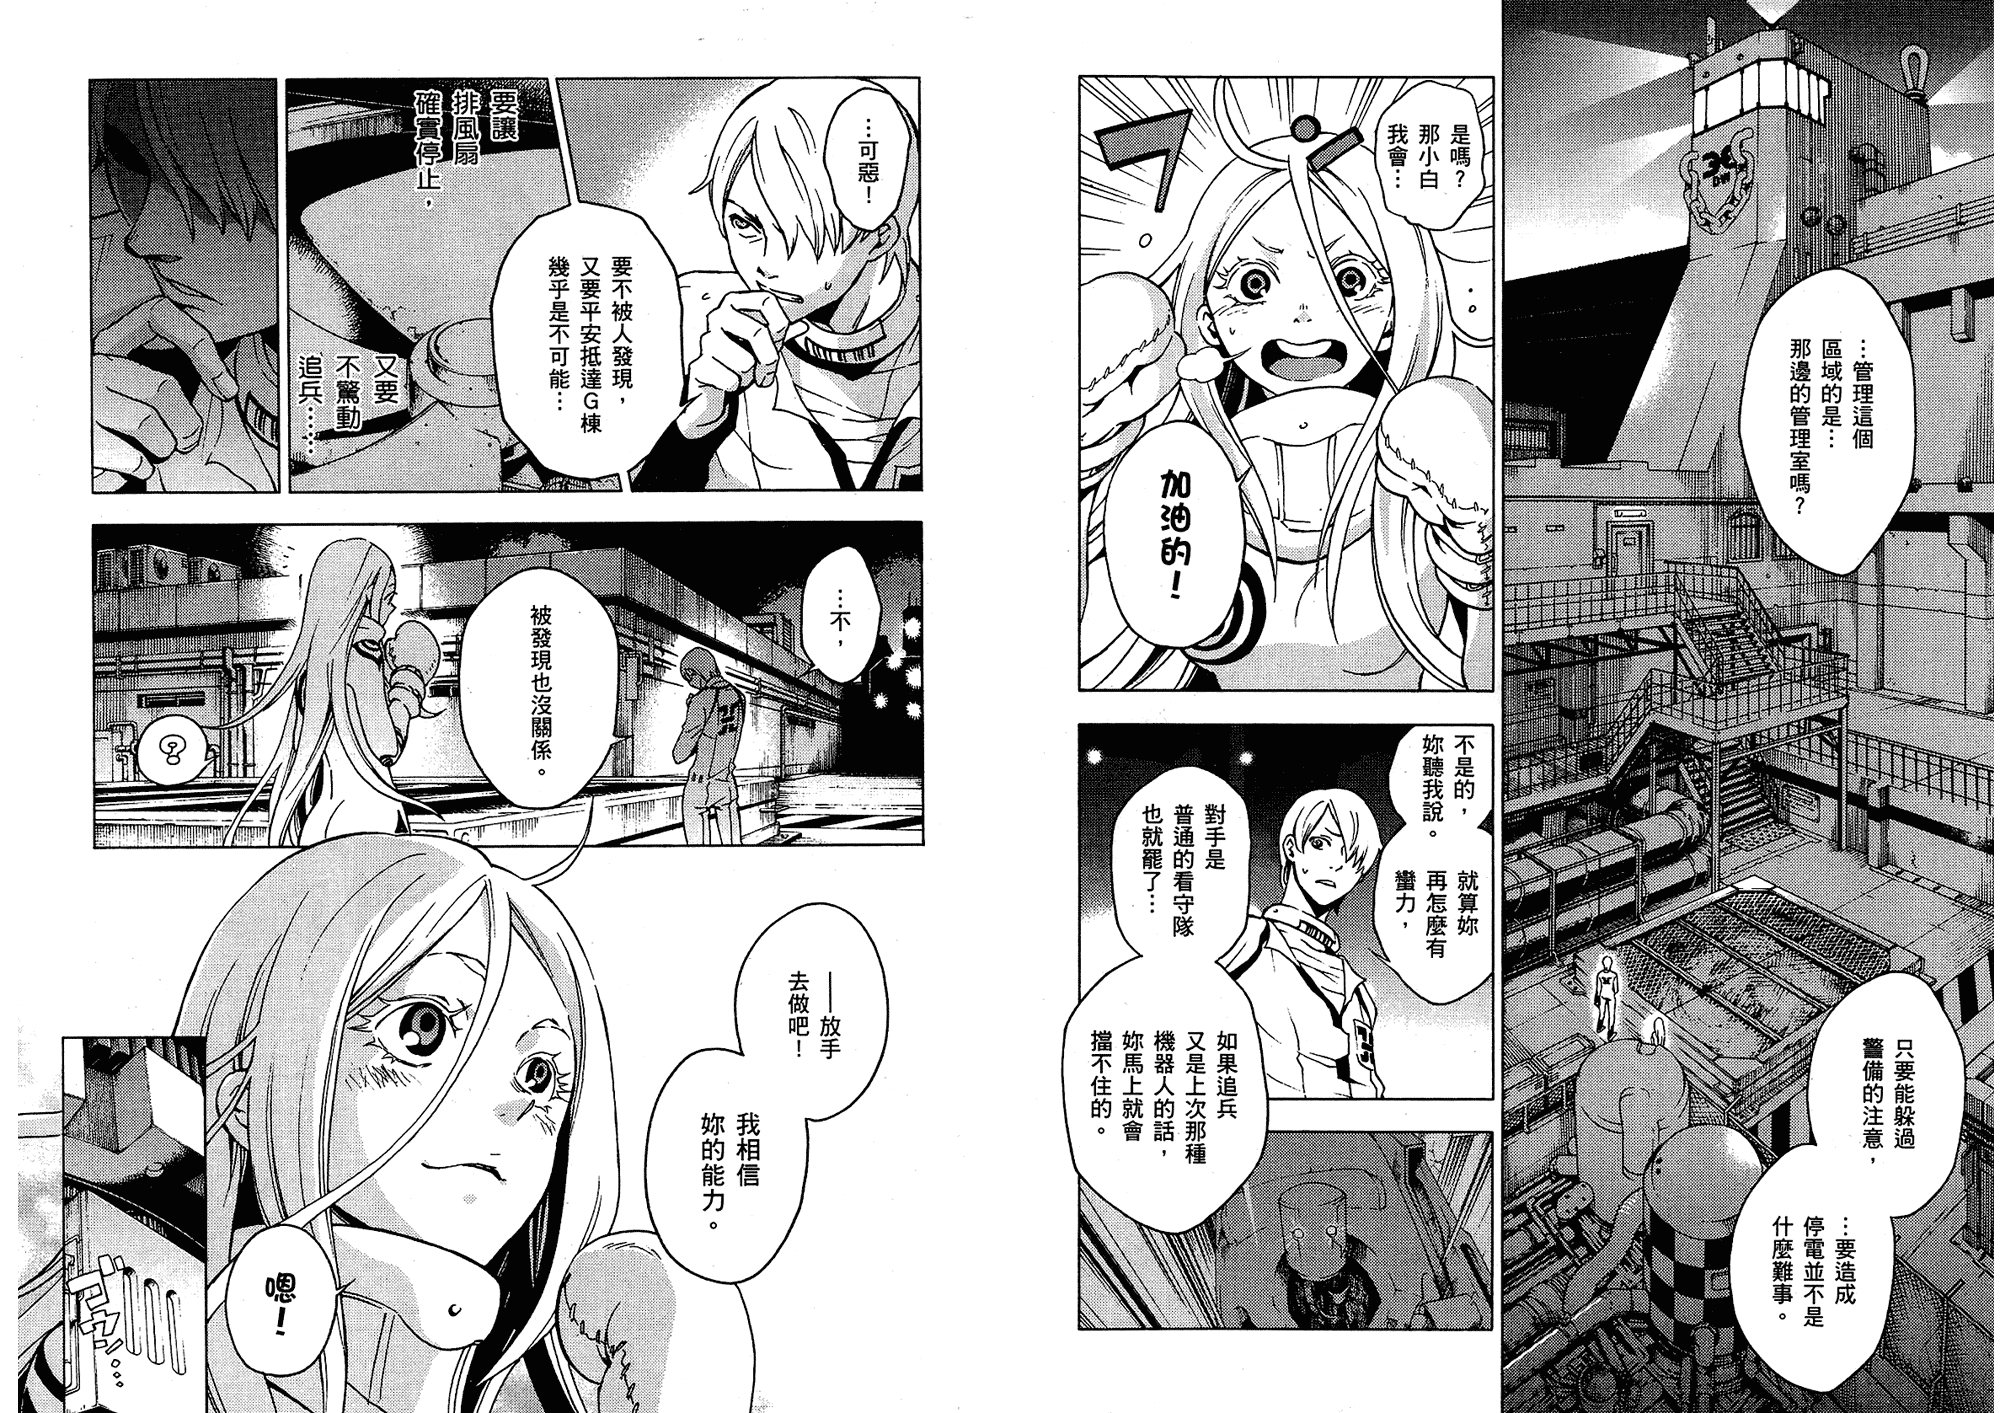 …管理這個
區域的是…
那邊的管理室嗎？
只要能躲過
警備的注意，
…要造成
停電並不是
什麼難事。
DW
是嗎？
那小白
我會…
加油的！
不是的，
妳聽我說。
就算妳
再怎麼有
蠻力，
對手是
普通的看守隊
也就罷了…
如果追兵
又是上次那種
機器人的話，
妳馬上就會
擋不住的。
…可惡！
要不被人發現，
又要平安抵達G棟
幾乎是不可能…
要讓
排風扇
確實停止，
又要
不驚動
追兵……
…不，
被發現也沒關係。
？
——放手
去做吧！
我相信
妳的能力。
嗯！